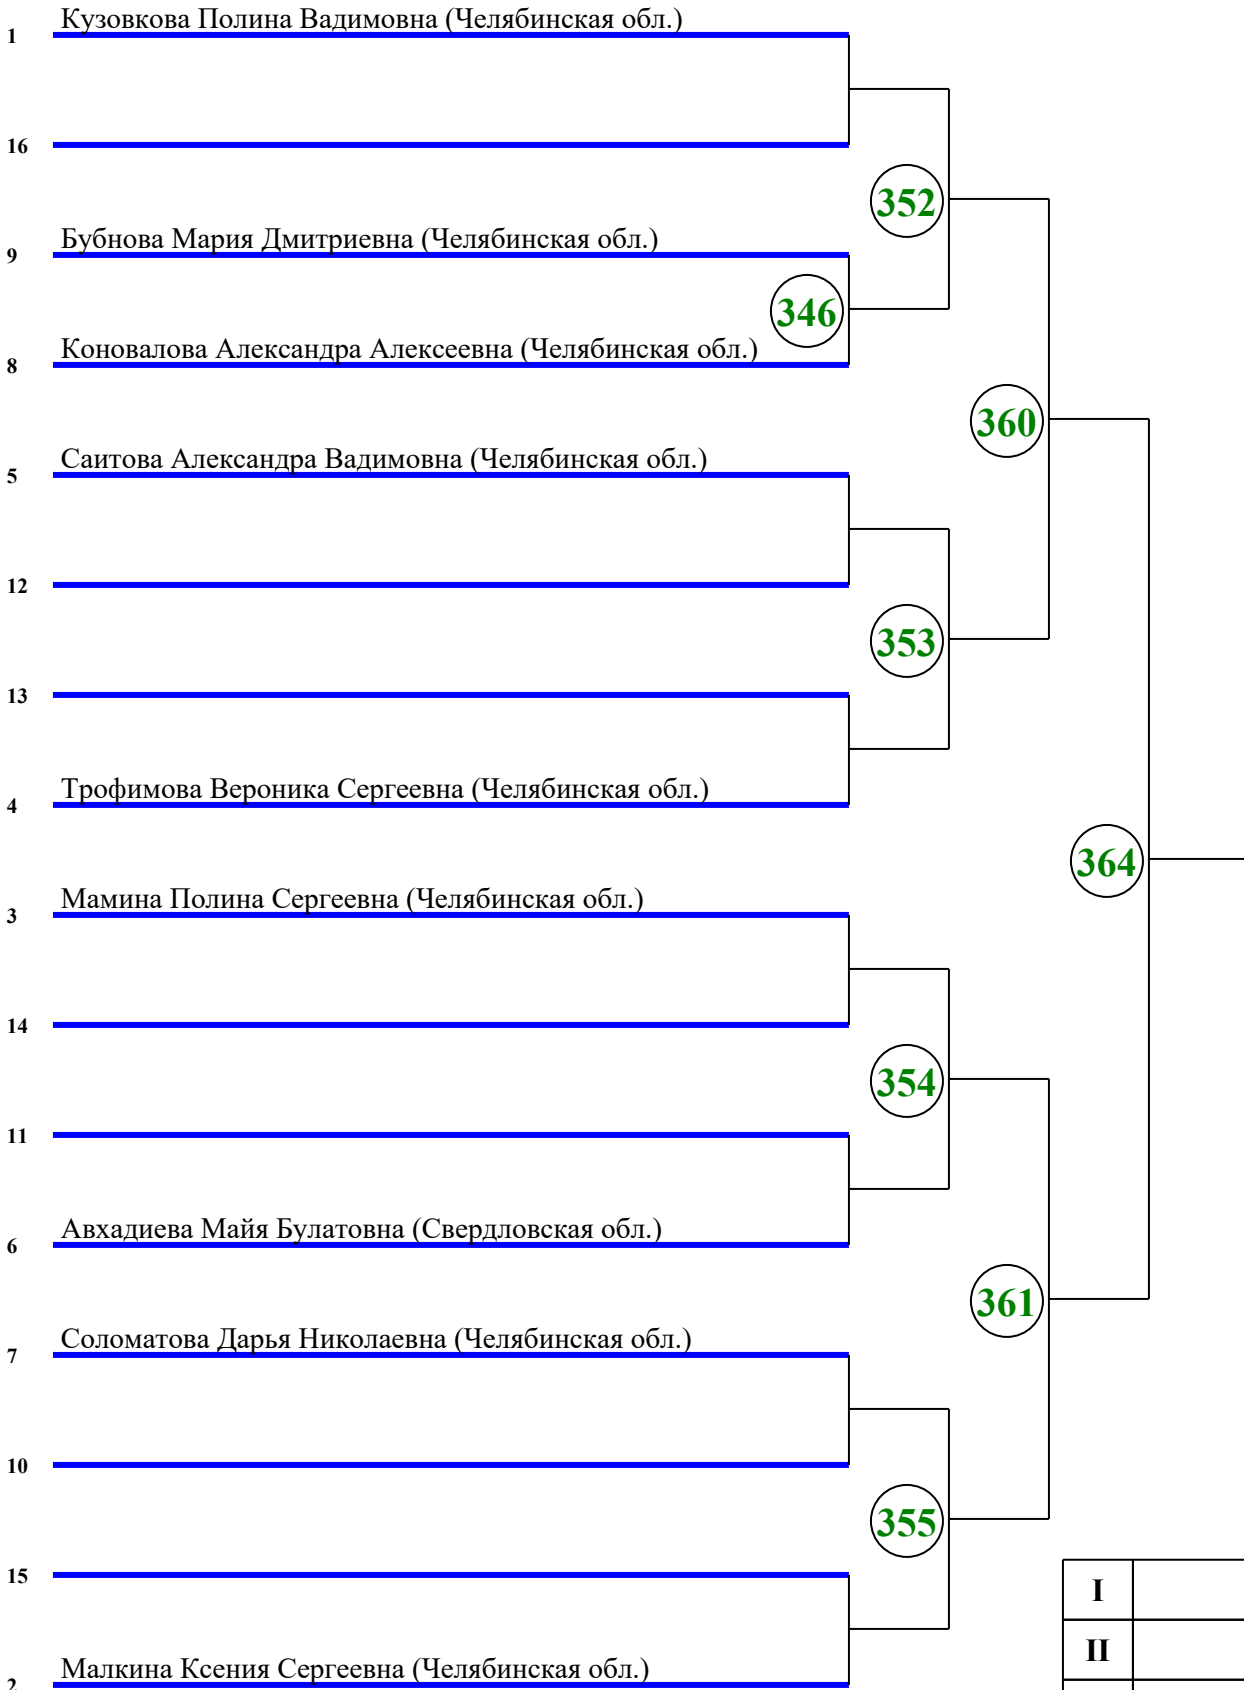 Кузовкова Полина Вадимовна (Челябинская обл.)
1
16
352
Бубнова Мария Дмитриевна (Челябинская обл.)
9
346
Коновалова Александра Алексеевна (Челябинская обл.)
8
360
Саитова Александра Вадимовна (Челябинская обл.)
5
12
353
13
Трофимова Вероника Сергеевна (Челябинская обл.)
4
364
Мамина Полина Сергеевна (Челябинская обл.)
3
14
354
11
Авхадиева Майя Булатовна (Свердловская обл.)
6
361
Соломатова Дарья Николаевна (Челябинская обл.)
7
10
355
15
I
II
Малкина Ксения Сергеевна (Челябинская обл.)
2